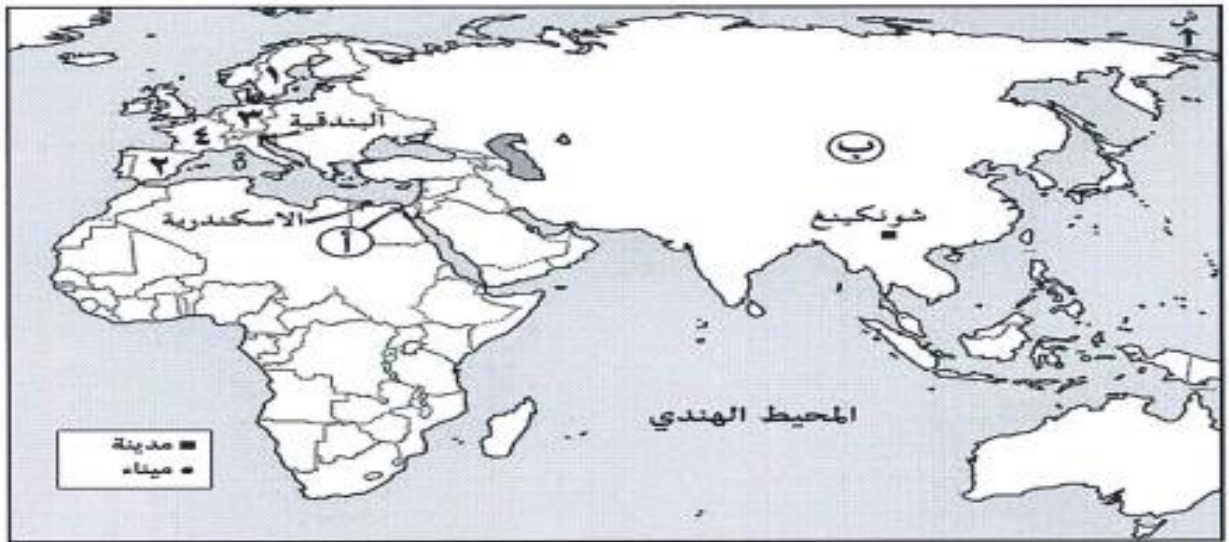 ش
١
البندقية
٣
٤
٢
٥
ب
الاسكندرية
أ
شونكينغ
المحيط الهندي
مدينة
ميناء